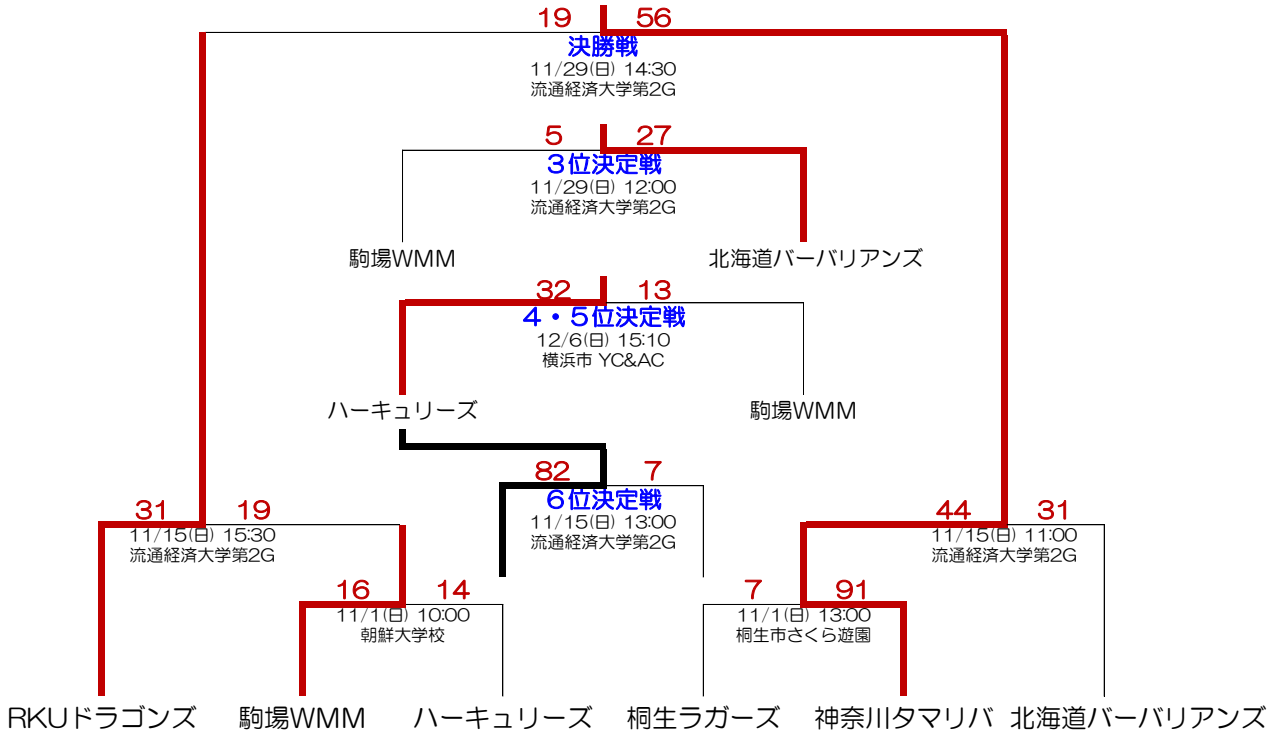 19 56
決勝戦
11/29(日) 14:30
流通経済大学第2G
5 27
3位決定戦
11/29(日) 12:00
流通経済大学第2G
駒場WMM 北海道バーバリアンズ
32 13
4・5位決定戦
12/6(日) 15:10
横浜市 YC&AC
ハーキュリーズ 駒場WMM
82 7
6位決定戦
11/15(日) 13:00
流通経済大学第2G
31 19
11/15(日) 15:30
流通経済大学第2G
44 31
11/15(日) 11:00
流通経済大学第2G
16 14
11/1(日) 10:00
朝鮮大学校
7 91
11/1(日) 13:00
桐生市さくら遊園
RKUドラゴンズ 駒場WMM ハーキュリーズ 桐生ラガーズ 神奈川タマリバ 北海道バーバリアンズ